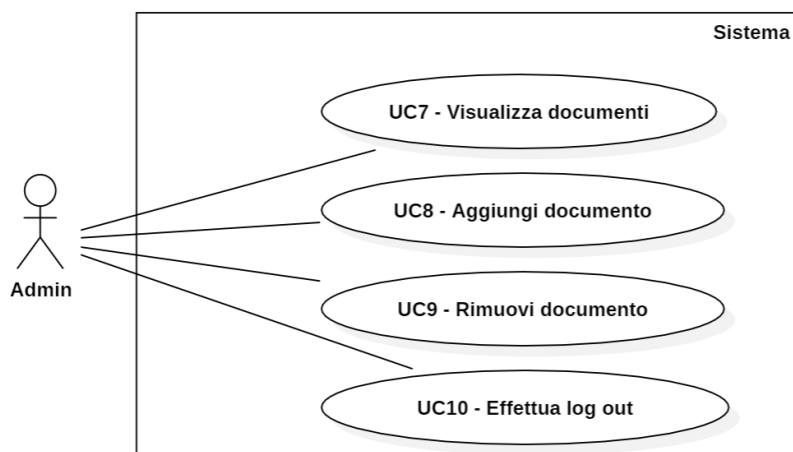 Sistema
UC7 - Visualizza documenti
UC8 - Aggiungi documento
UC9 - Rimuovi documento
Admin
UC10 - Effettua log out